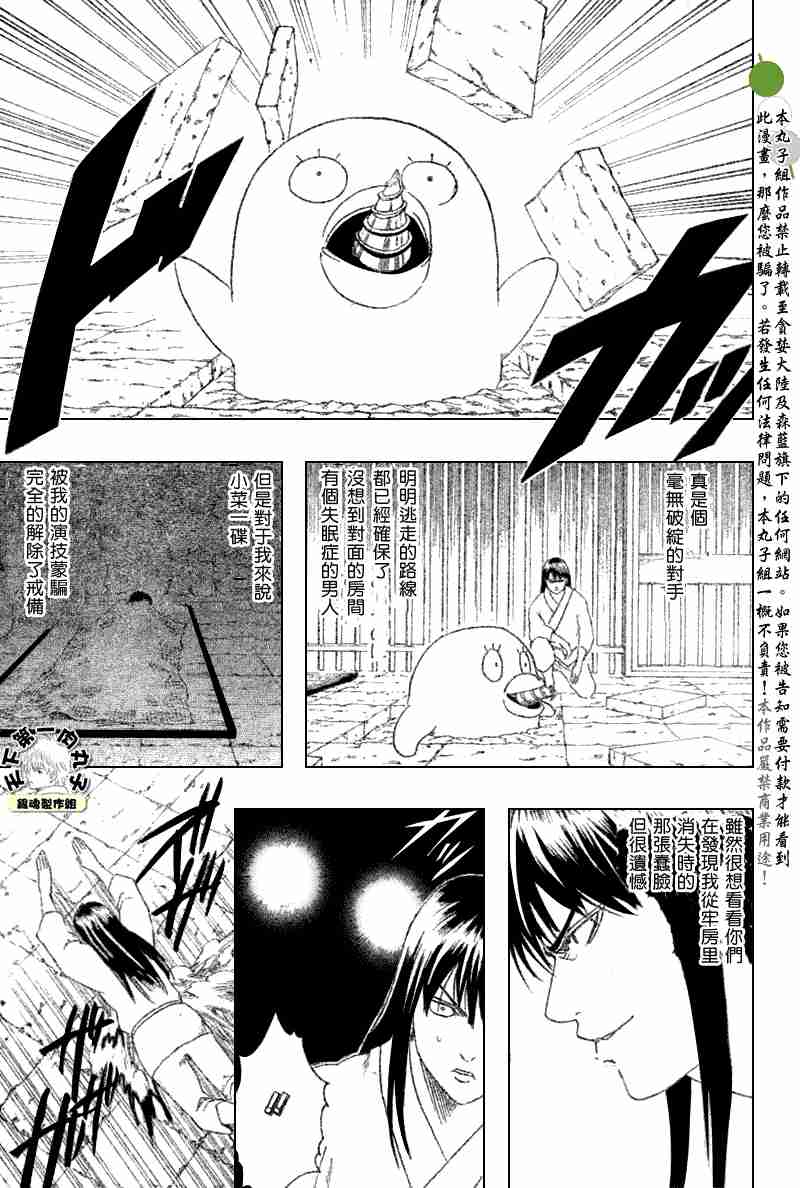 真是個
毫無破綻的對手
明明逃走的路線
都已經確保了
沒想到對面的房間
有個失眠症的男人
但是對于我來說
小菜一碟
被我的演技蒙騙
完全的解除了戒備
雖然很想看看你們
在發現我從牢房里
消失時的
那張蠢臉
但很遺憾
天下第一肉丸子
銀魂製作組
本丸子組作品禁止轉載至貪婪大陸及森藍旗下的任何網站。如果您被告知需要付款才能看到
此漫畫，那麼您被騙了。若發生任何法律問題，本丸子組一概不負責！本作品嚴禁商業用途！